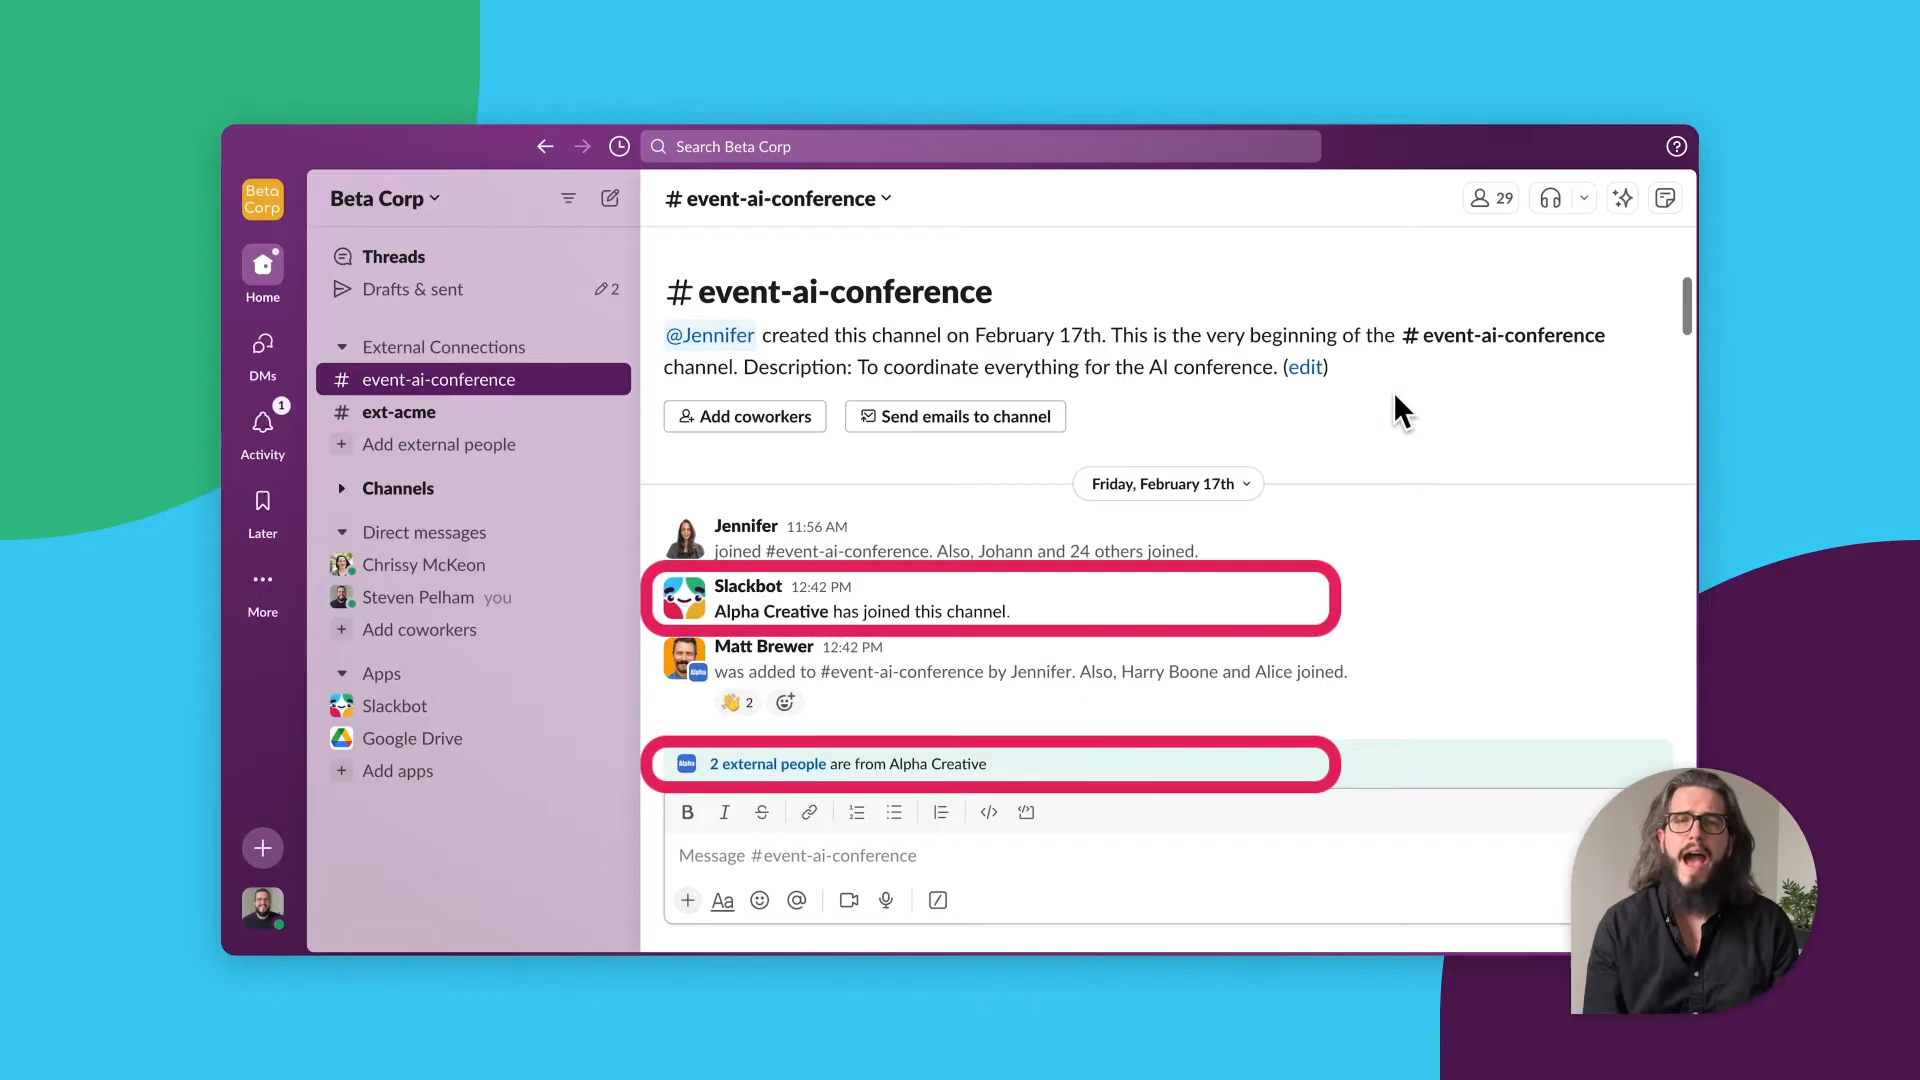 Search Beta Corp
Beta
Corp
Home
DMs
1
Activity
Later
More
Beta Corp
Threads
Drafts & sent
2
External Connections
# event-ai-conference
# ext-acme
+ Add external people
Channels
Direct messages
Chrissy McKeon
Steven Pelham you
+ Add coworkers
Apps
Slackbot
Google Drive
+ Add apps
# event-ai-conference
29
# event-ai-conference
@Jennifer created this channel on February 17th. This is the very beginning of the # event-ai-conference
channel. Description: To coordinate everything for the AI conference. (edit)
Add coworkers
Send emails to channel
Friday, February 17th
Jennifer 11:56 AM
joined #event-ai-conference. Also, Johann and 24 others joined.
Slackbot 12:42 PM
Alpha Creative has joined this channel.
Matt Brewer 12:42 PM
Alpha
was added to #event-ai-conference by Jennifer. Also, Harry Boone and Alice joined.
👏 2
Alpha
2 external people are from Alpha Creative
B I S
Message #event-ai-conference
+ Aa @